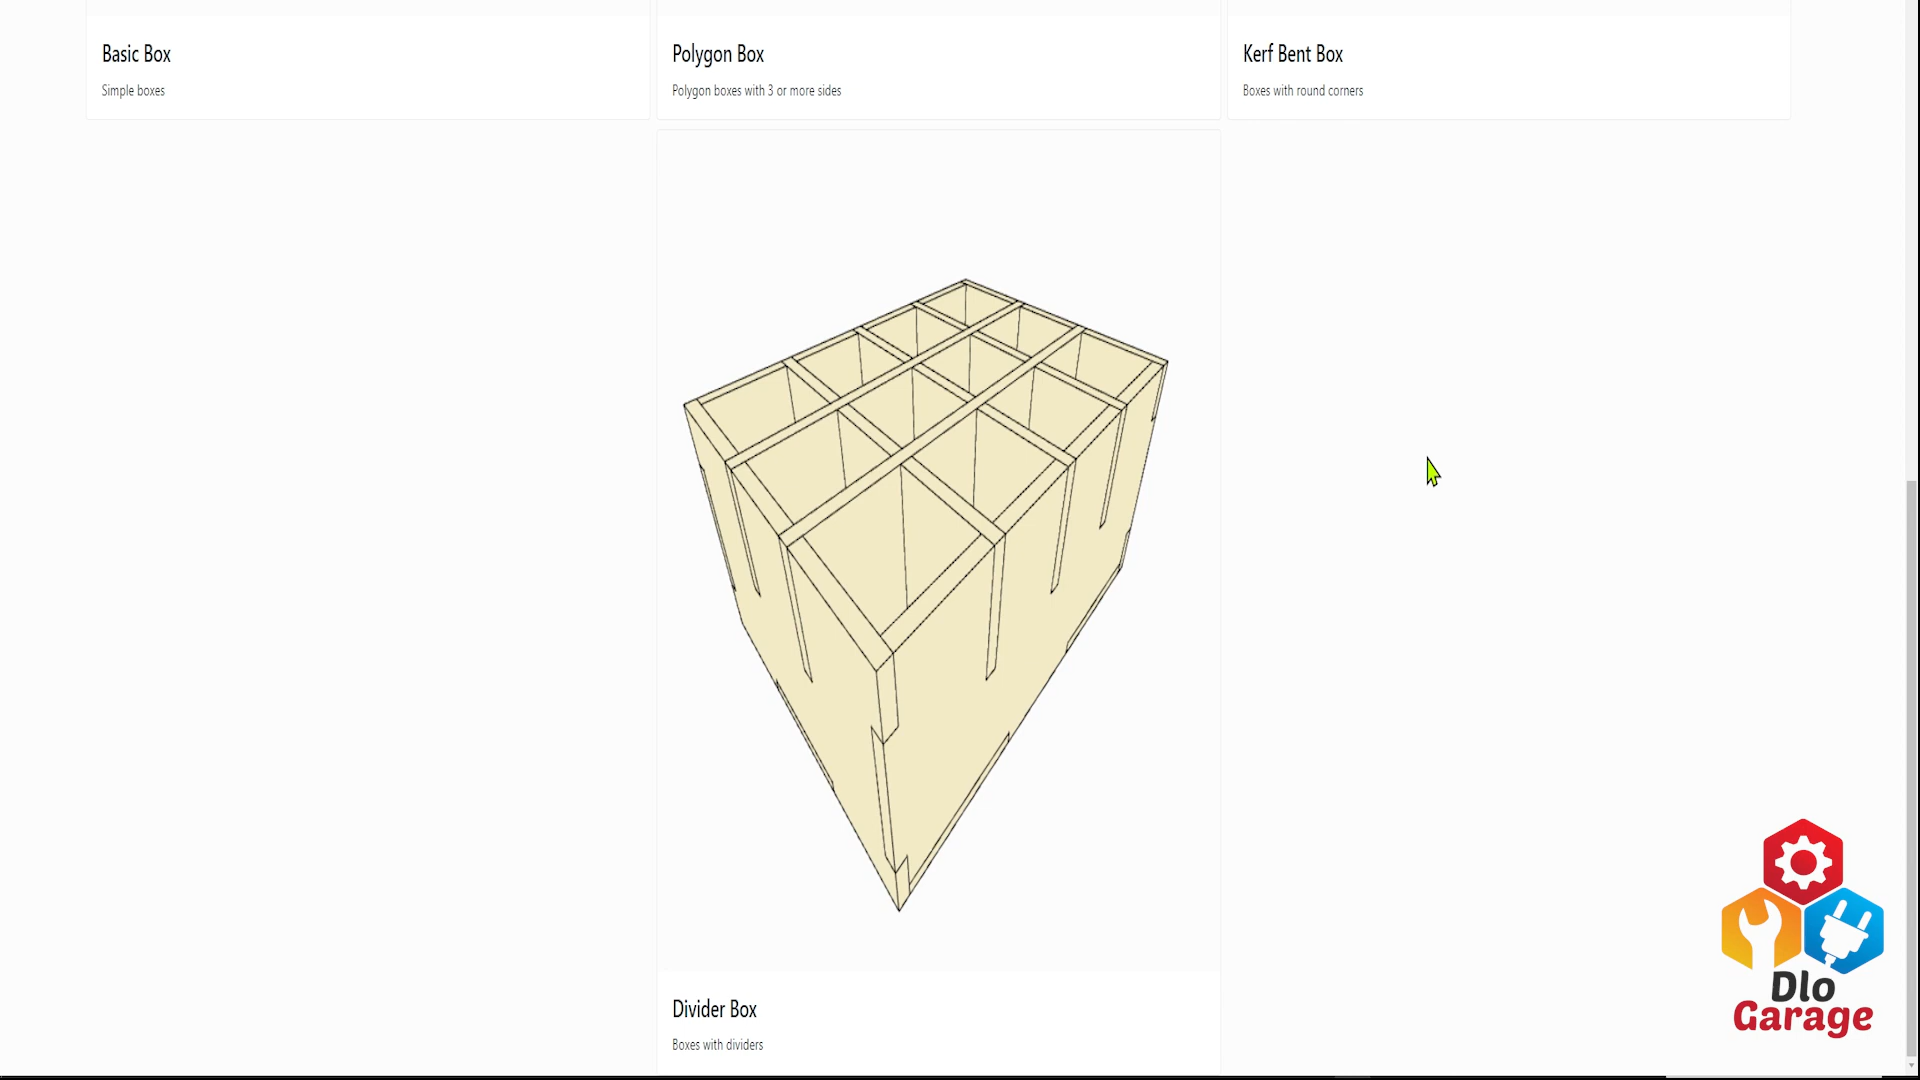 Basic Box
Simple boxes
Polygon Box
Polygon boxes with 3 or more sides
Kerf Bent Box
Boxes with round corners
Divider Box
Boxes with dividers
Dlo
Garage